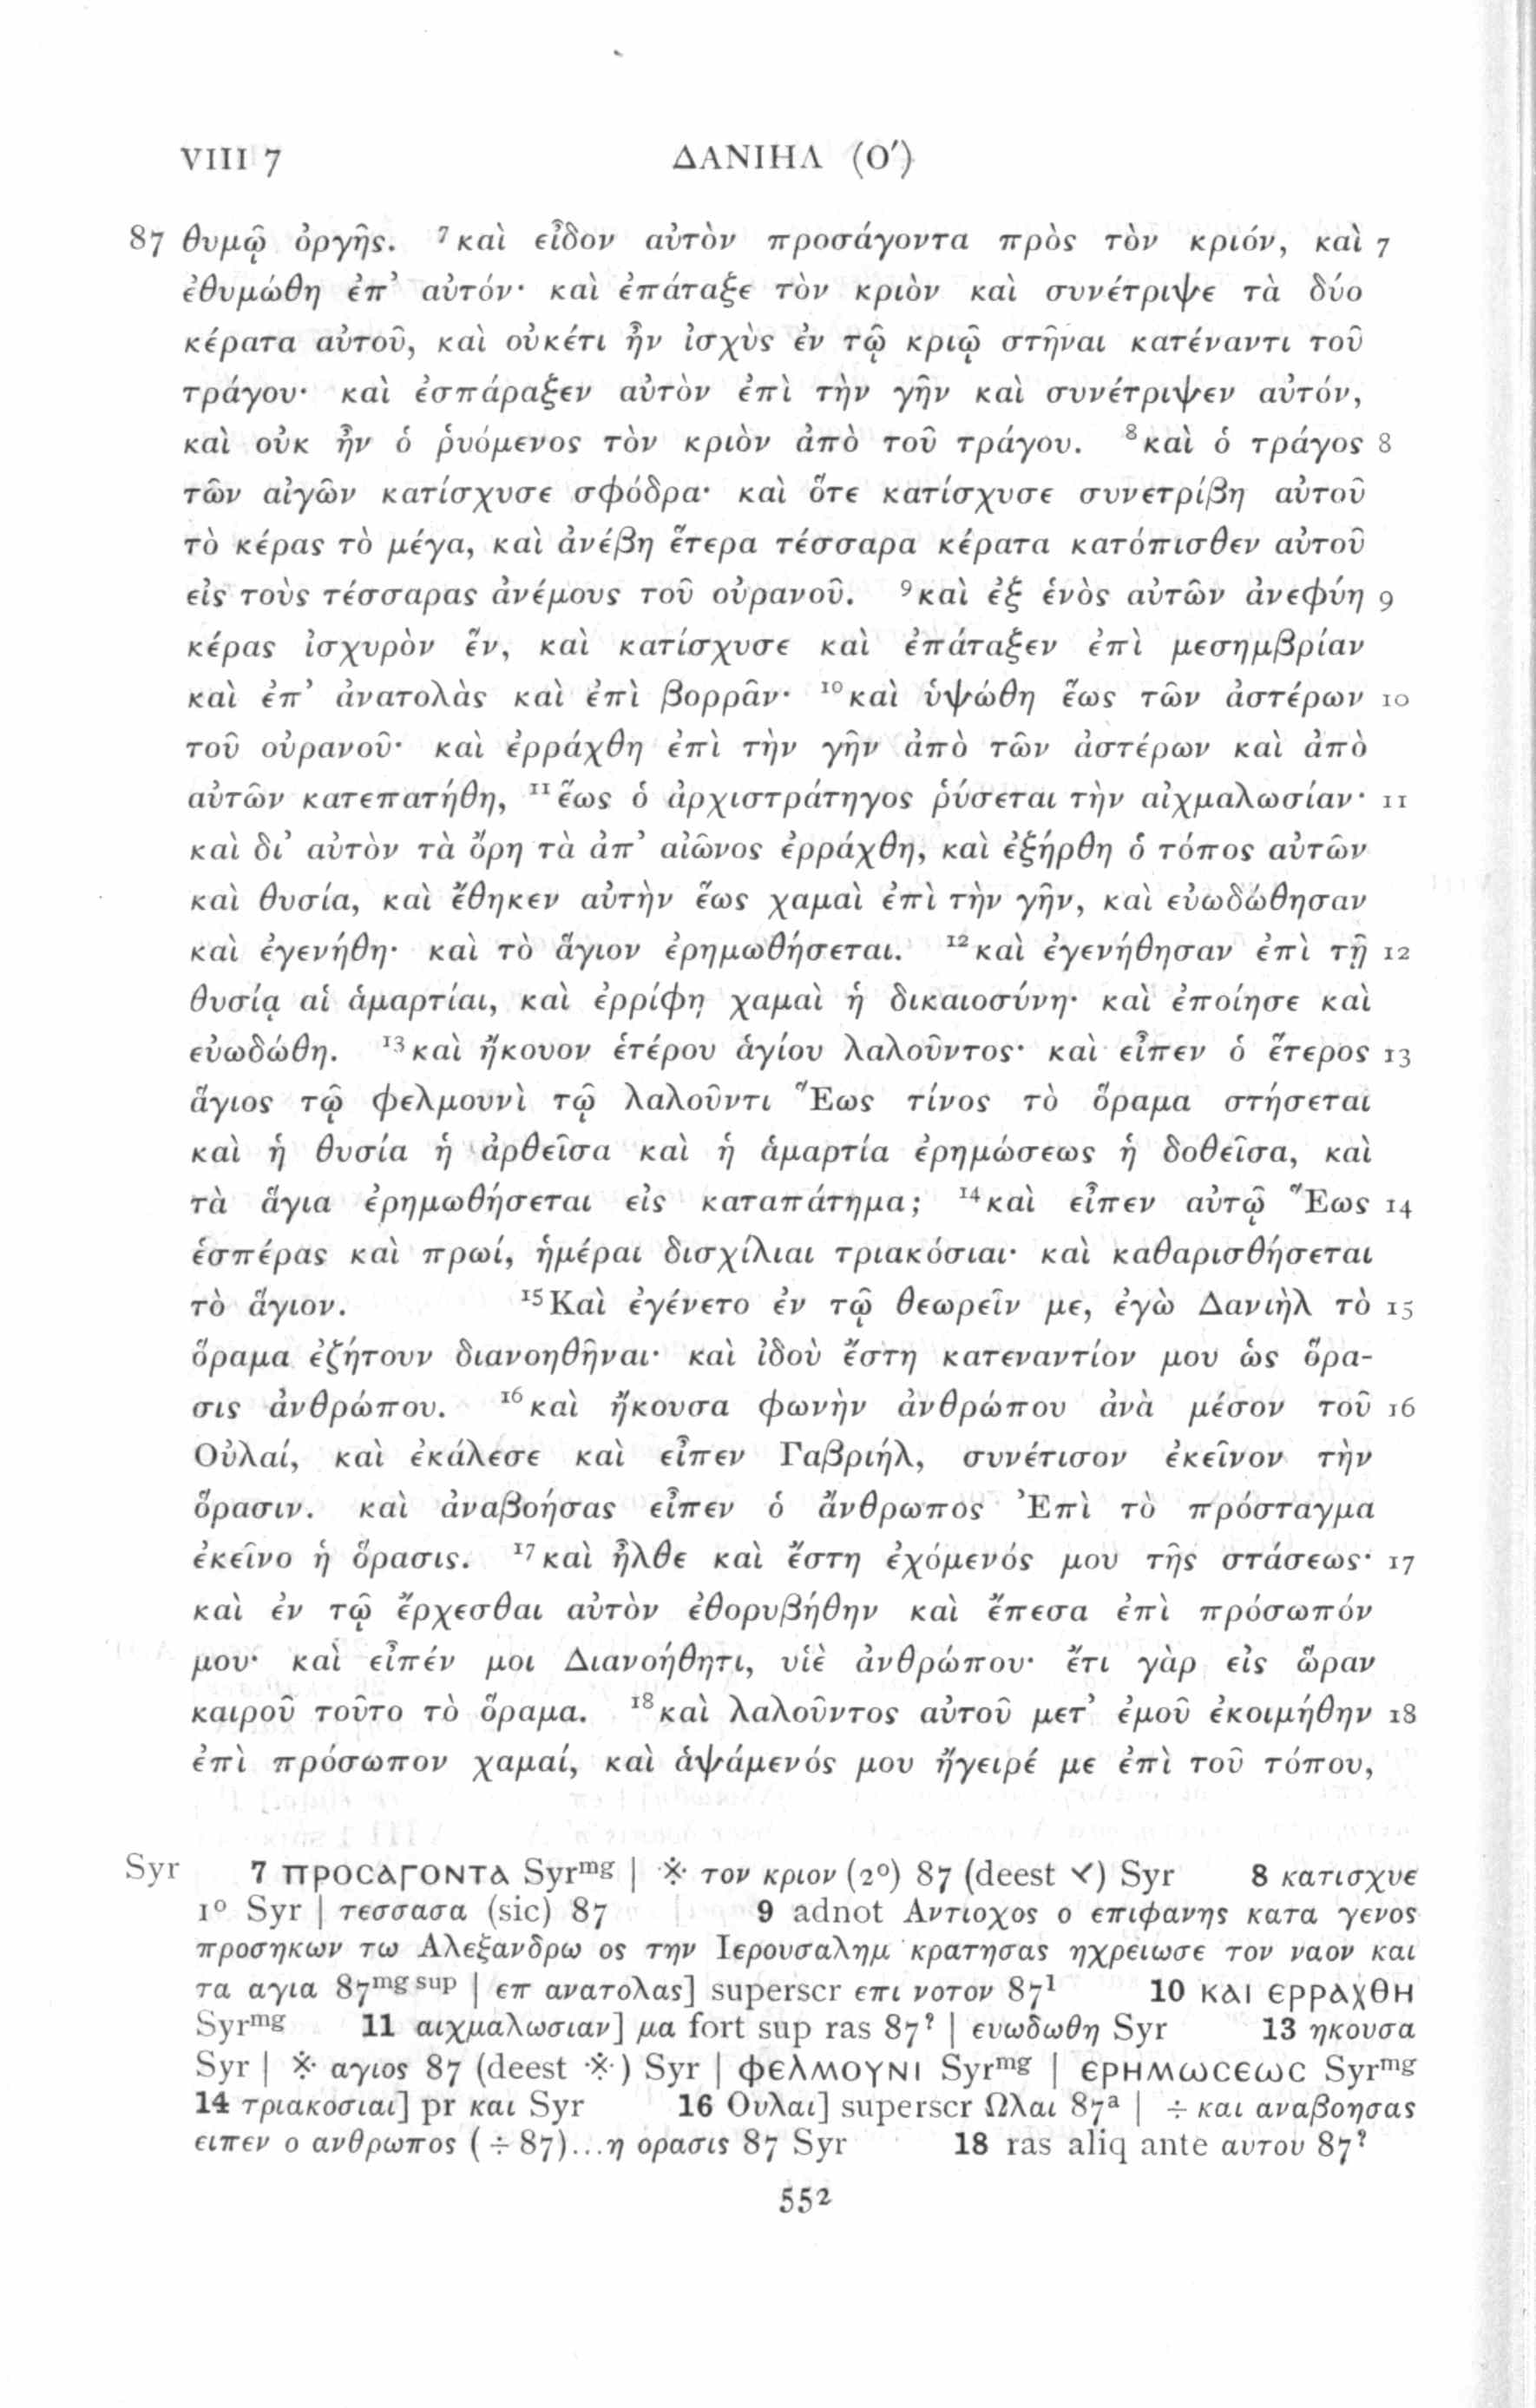 VIII 7 ΔΑΝΙΗΛ (Ο′)
87 θυμῷ ὀργῆς. ⁷καὶ εἶδον αὐτὸν προσάγοντα πρὸς τὸν κριόν, καὶ 7
ἐθυμώθη ἐπ’ αὐτόν· καὶ ἐπάταξε τὸν κριὸν καὶ συνέτριψε τὰ δύο
κέρατα αὐτοῦ, καὶ οὐκέτι ἦν ἰσχὺς ἐν τῷ κριῷ στῆναι κατέναντι τοῦ
τράγου· καὶ ἐσπάραξεν αὐτὸν ἐπὶ τὴν γῆν καὶ συνέτριψεν αὐτόν,
καὶ οὐκ ἦν ὁ ῥυόμενος τὸν κριὸν ἀπὸ τοῦ τράγου. ⁸καὶ ὁ τράγος 8
τῶν αἰγῶν κατίσχυσε σφόδρα· καὶ ὅτε κατίσχυσε συνετρίβη αὐτοῦ
τὸ κέρας τὸ μέγα, καὶ ἀνέβη ἕτερα τέσσαρα κέρατα κατόπισθεν αὐτοῦ
εἰς τοὺς τέσσαρας ἀνέμους τοῦ οὐρανοῦ. ⁹καὶ ἐξ ἑνὸς αὐτῶν ἀνεφύη 9
κέρας ἰσχυρὸν ἕν, καὶ κατίσχυσε καὶ ἐπάταξεν ἐπὶ μεσημβρίαν
καὶ ἐπ’ ἀνατολὰς καὶ ἐπὶ βορρᾶν· ¹⁰καὶ ὑψώθη ἕως τῶν ἀστέρων 10
τοῦ οὐρανοῦ· καὶ ἐρράχθη ἐπὶ τὴν γῆν ἀπὸ τῶν ἀστέρων καὶ ἀπὸ
αὐτῶν κατεπατήθη, ¹¹ἕως ὁ ἀρχιστράτηγος ῥύσεται τὴν αἰχμαλωσίαν· 11
καὶ δι’ αὐτὸν τὰ ὄρη τὰ ἀπ’ αἰῶνος ἐρράχθη, καὶ ἐξήρθη ὁ τόπος αὐτῶν
καὶ θυσία, καὶ ἔθηκεν αὐτὴν ἕως χαμαὶ ἐπὶ τὴν γῆν, καὶ εὐωδώθησαν
καὶ ἐγενήθη· καὶ τὸ ἅγιον ἐρημωθήσεται. ¹²καὶ ἐγενήθησαν ἐπὶ τῇ 12
θυσίᾳ αἱ ἁμαρτίαι, καὶ ἐρρίφη χαμαὶ ἡ δικαιοσύνη· καὶ ἐποίησε καὶ
εὐωδώθη. ¹³καὶ ἤκουον ἑτέρου ἁγίου λαλοῦντος· καὶ εἶπεν ὁ ἕτερος 13
ἅγιος τῷ φελμουνὶ τῷ λαλοῦντι Ἕως τίνος τὸ ὅραμα στήσεται
καὶ ἡ θυσία ἡ ἀρθεῖσα καὶ ἡ ἁμαρτία ἐρημώσεως ἡ δοθεῖσα, καὶ
τὰ ἅγια ἐρημωθήσεται εἰς καταπάτημα; ¹⁴καὶ εἶπεν αὐτῷ Ἕως 14
ἑσπέρας καὶ πρωί, ἡμέραι δισχίλιαι τριακόσιαι· καὶ καθαρισθήσεται
τὸ ἅγιον. ¹⁵Καὶ ἐγένετο ἐν τῷ θεωρεῖν με, ἐγὼ Δανιὴλ τὸ 15
ὅραμα ἐζήτουν διανοηθῆναι· καὶ ἰδοὺ ἔστη κατεναντίον μου ὡς ὅρα-
σις ἀνθρώπου. ¹⁶καὶ ἤκουσα φωνὴν ἀνθρώπου ἀνὰ μέσον τοῦ 16
Οὐλαί, καὶ ἐκάλεσε καὶ εἶπεν Γαβριήλ, συνέτισον ἐκεῖνον τὴν
ὅρασιν. καὶ ἀναβοήσας εἶπεν ὁ ἄνθρωπος Ἐπὶ τὸ πρόσταγμα
ἐκεῖνο ἡ ὅρασις. ¹⁷καὶ ἦλθε καὶ ἔστη ἐχόμενός μου τῆς στάσεως· 17
καὶ ἐν τῷ ἔρχεσθαι αὐτὸν ἐθορυβήθην καὶ ἔπεσα ἐπὶ πρόσωπόν
μου· καὶ εἶπέν μοι Διανοήθητι, υἱὲ ἀνθρώπου· ἔτι γὰρ εἰς ὥραν
καιροῦ τοῦτο τὸ ὅραμα. ¹⁸καὶ λαλοῦντος αὐτοῦ μετ’ ἐμοῦ ἐκοιμήθην 18
ἐπὶ πρόσωπον χαμαί, καὶ ἁψάμενός μου ἤγειρέ με ἐπὶ τοῦ τόπου,
Syr 7 προσαγοντα Syrᵐᵍ | ※ τον κριον (2⁰) 87 (deest ✓) Syr 8 κατισχυε
1⁰ Syr | τεσσασα (sic) 87 9 adnot Αντιοχος ο επιφανης κατα γενος
προσηκων τω Αλεξανδρω ος την Ιερουσαλημ κρατησας ηχρειωσε τον ναον και
τα αγια 87ᵐᵍ ˢᵘᵖ | επ ανατολας] superscr επι νοτον 87¹ 10 και ερραχθη
Syrᵐᵍ 11 αιχμαλωσιαν] μα fort sup ras 87? | ευωδωθη Syr 13 ηκουσα
Syr | ※ αγιος 87 (deest ※) Syr | φελμουνι Syrᵐᵍ | ερημωσεως Syrᵐᵍ
14 τριακοσιαι] pr και Syr 16 Ουλαι] superscr Ωλαι 87ᵃ | ÷ και αναβοησας
ειπεν ο ανθρωπος (÷ 87)...η ορασις 87 Syr 18 ras aliq ante αυτου 87?
552